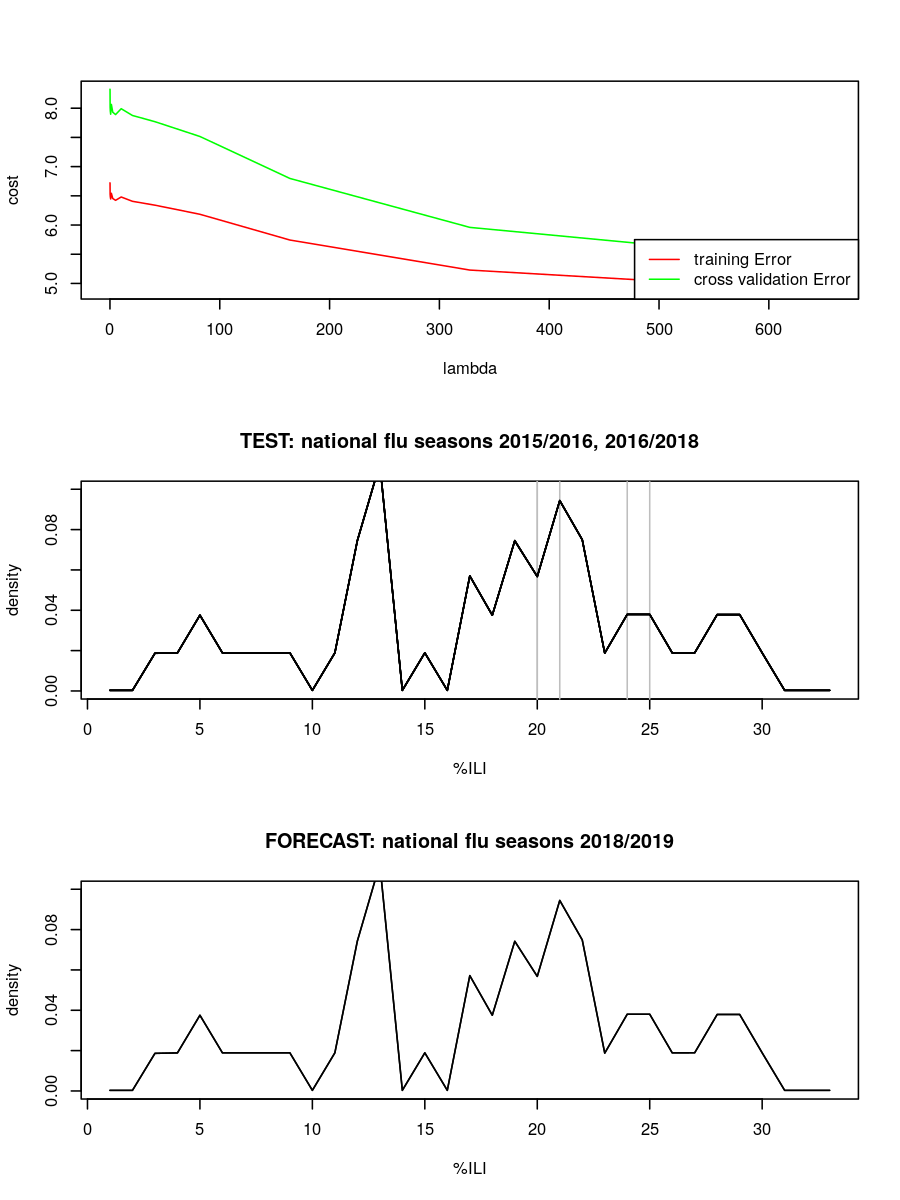 8.0
7.0
6.0
5.0
cost
training Error
cross validation Error
0 100 200 300 400 500 600
lambda
TEST: national flu seasons 2015/2016, 2016/2018
0.08
0.04
0.00
density
0 5 10 15 20 25 30
%ILI
FORECAST: national flu seasons 2018/2019
0.08
0.04
0.00
density
0 5 10 15 20 25 30
%ILI